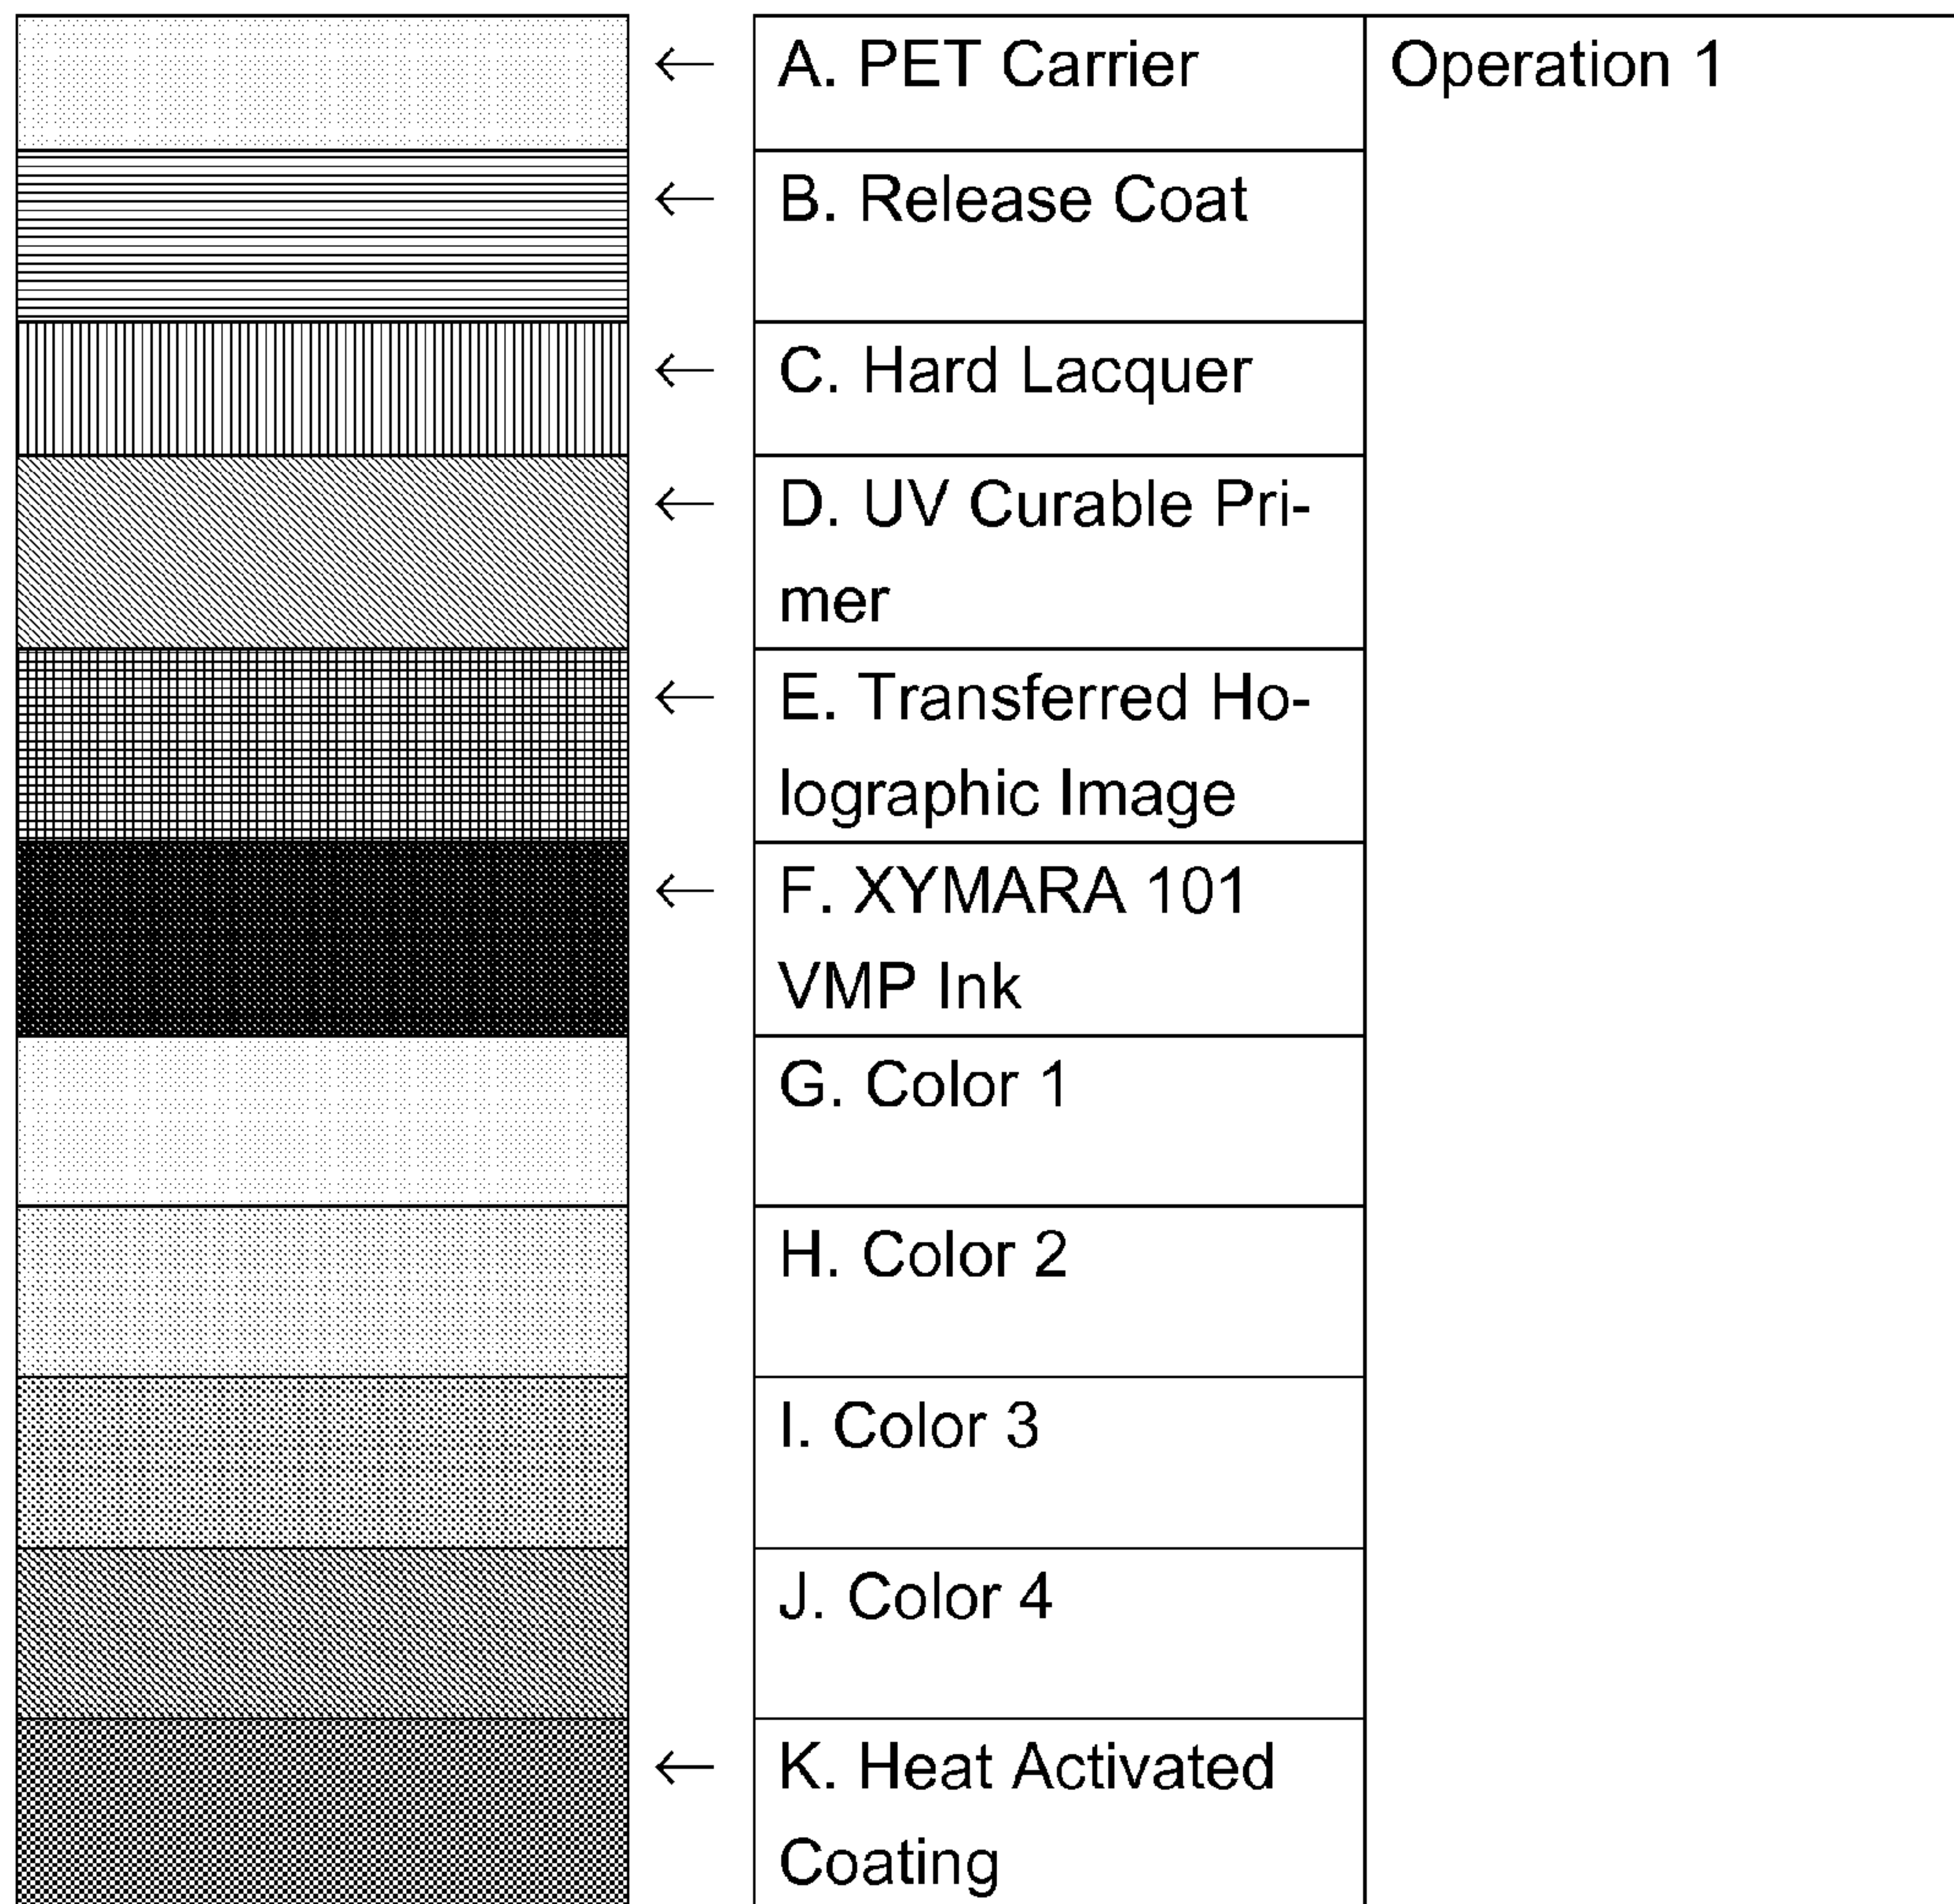 ← A. PET Carrier Operation 1
← B. Release Coat
← C. Hard Lacquer
← D. UV Curable Pri-
mer
← E. Transferred Ho-
lographic Image
← F. XYMARA 101
VMP Ink
G. Color 1
H. Color 2
I. Color 3
J. Color 4
← K. Heat Activated
Coating